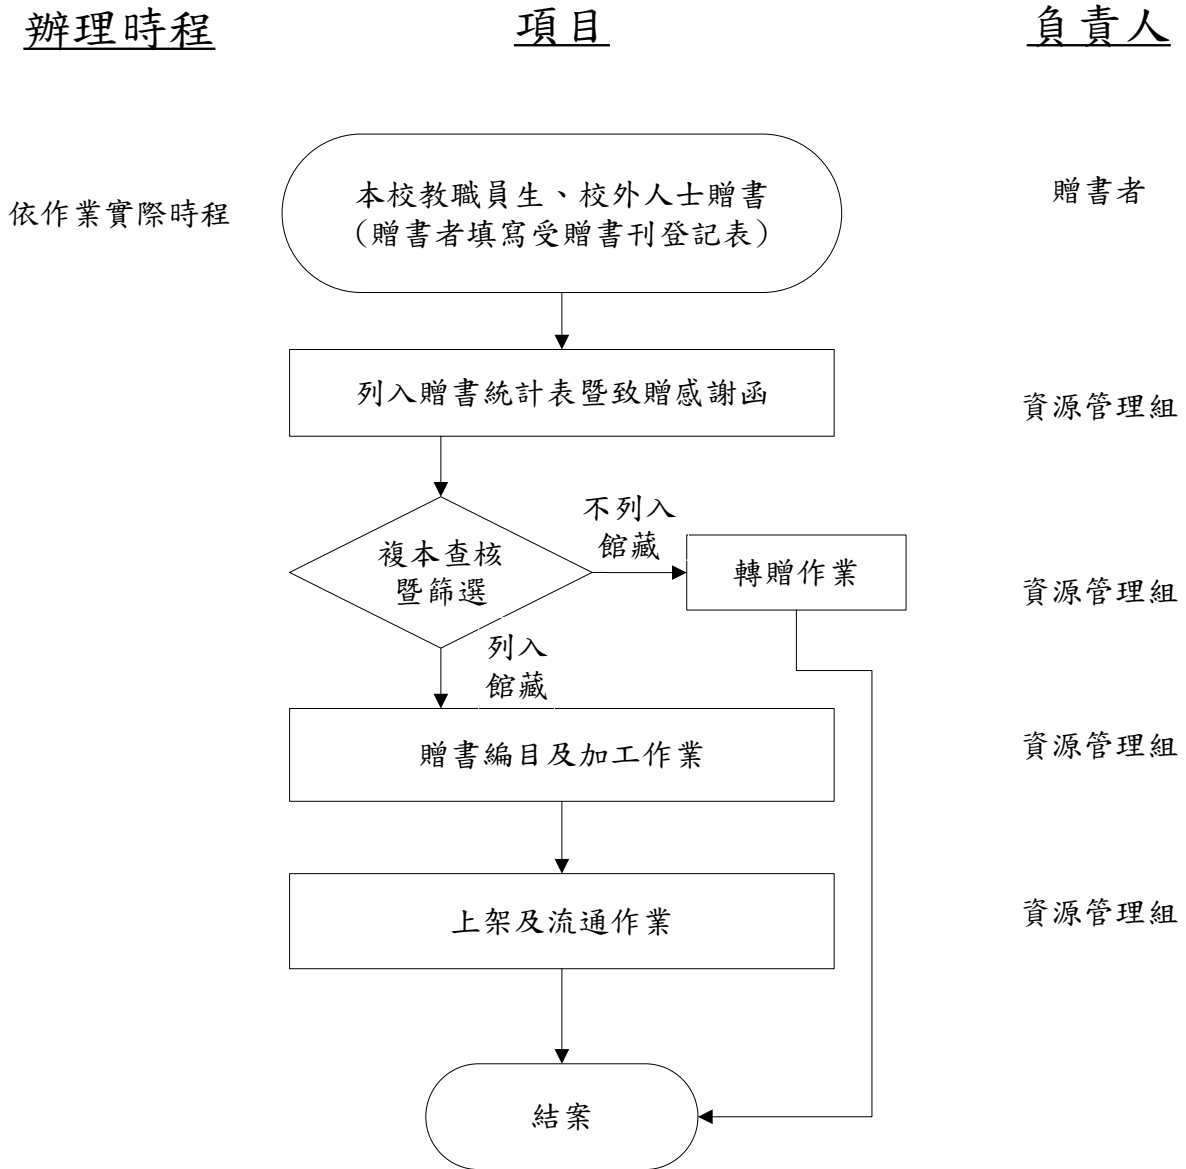 辦理時程
項目
負責人
依作業實際時程
本校教職員生、校外人士贈書
(贈書者填寫受贈書刊登記表)
贈書者
列入贈書統計表暨致贈感謝函
資源管理組
複本查核
暨篩選
不列入
館藏
轉贈作業
資源管理組
列入
館藏
贈書編目及加工作業
資源管理組
上架及流通作業
資源管理組
結案